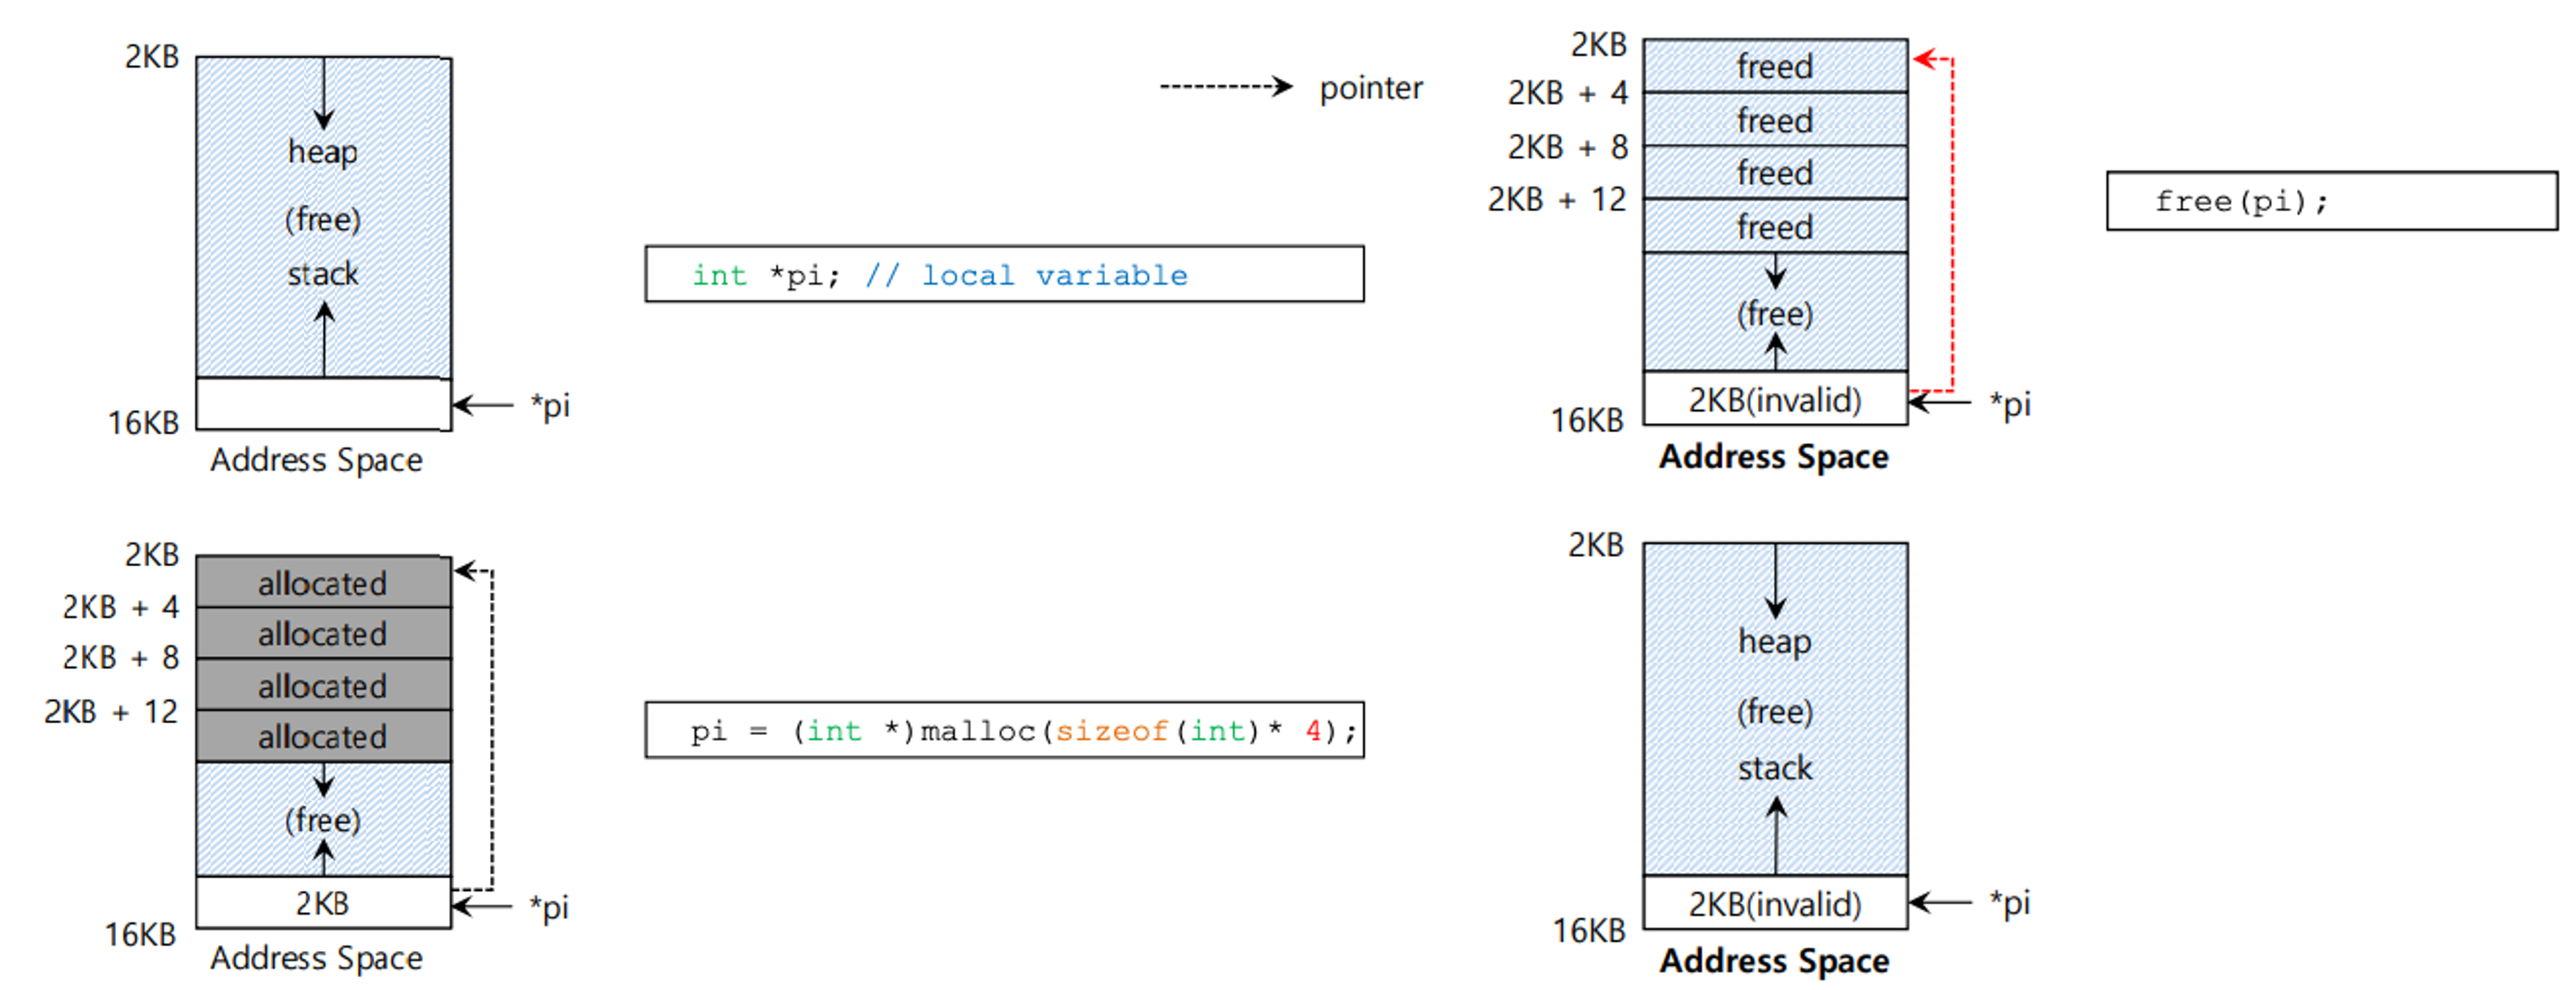 2KB
heap
(free)
stack
*pi
16KB
Address Space
int *pi; // local variable
pointer
2KB
freed
2KB + 4
freed
2KB + 8
freed
2KB + 12
freed
(free)
2KB(invalid)
*pi
16KB
Address Space
free(pi);
2KB
allocated
2KB + 4
allocated
2KB + 8
allocated
2KB + 12
allocated
(free)
2KB
*pi
16KB
Address Space
pi = (int *)malloc(sizeof(int)* 4);
2KB
heap
(free)
stack
2KB(invalid)
*pi
16KB
Address Space